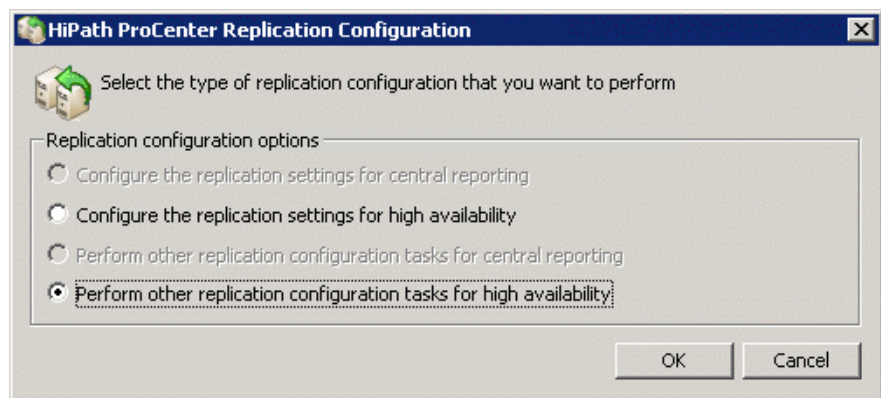 HiPath ProCenter Replication Configuration
Select the type of replication configuration that you want to perform
Replication configuration options
Configure the replication settings for central reporting
Configure the replication settings for high availability
Perform other replication configuration tasks for central reporting
Perform other replication configuration tasks for high availability
OK Cancel